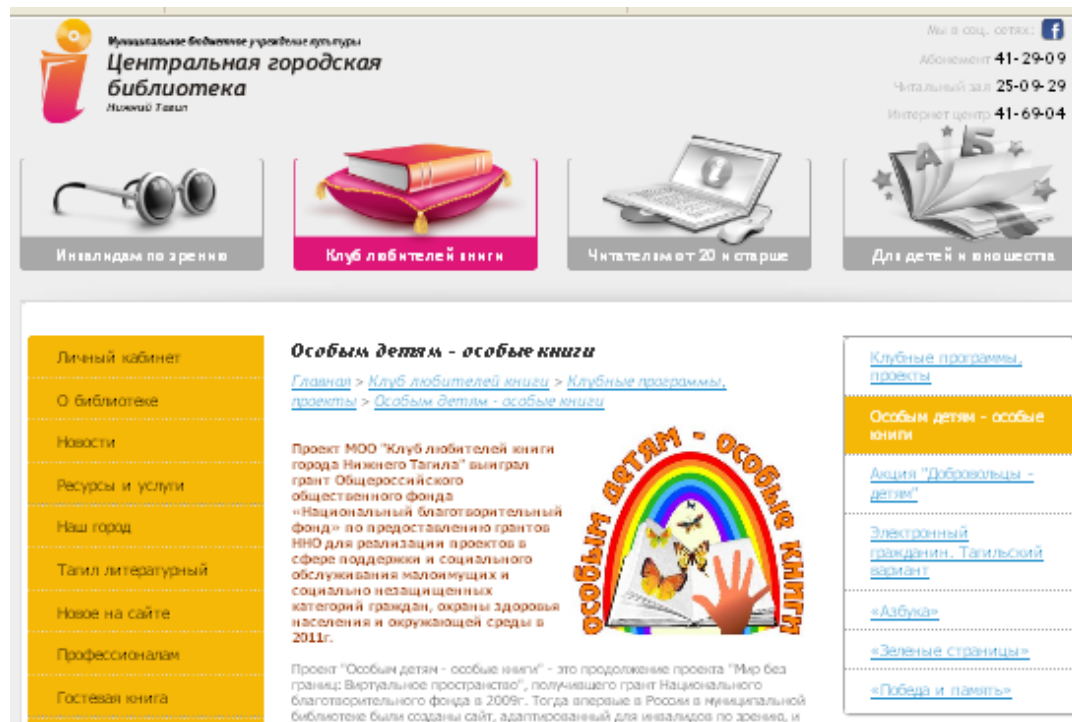 Муниципальное бюджетное учреждение культуры
Центральная городская
библиотека
Нижний Тагил
Мы в соц. сетях:
Абонемент 41-29-09
Читальный зал 25-09-29
Интернет центр 41-69-04
Инвалидам по зрению
Клуб любителей книги
Читателям от 20 и старше
Для детей и юношества
Личный кабинет
О библиотеке
Новости
Ресурсы и услуги
Наш город
Тагил литературный
Новое на сайте
Профессионалам
Гостевая книга
Особым детям - особые книги
Главная > Клуб любителей книги > Клубные программы,
проекты > Особым детям - особые книги
Проект МОО "Клуб любителей книги
города Нижнего Тагила" выиграл
грант Общероссийского
общественного фонда
«Национальный благотворительный
фонд» по предоставлению грантов
ННО для реализации проектов в
сфере поддержки и социального
обслуживания малоимущих и
социально незащищенных
категорий граждан, охраны здоровья
населения и окружающей среды в
2011г.
ОСОБЫМ ДЕТЯМ - ОСОБЫЕ КНИГИ
Проект "Особым детям - особые книги" - это продолжение проекта "Мир без
границ: Виртуальное пространство", получившего грант Национального
благотворительного фонда в 2009г. Тогда впервые в России в муниципальной
библиотеке были созданы сайт, адаптированный для инвалидов по зрению, и
Клубные программы,
проекты
Особым детям - особые
книги
Акция "Добровольцы -
детям"
Электронный
гражданин. Тагильский
вариант
«Азбука»
«Зеленые страницы»
«Победа и память»